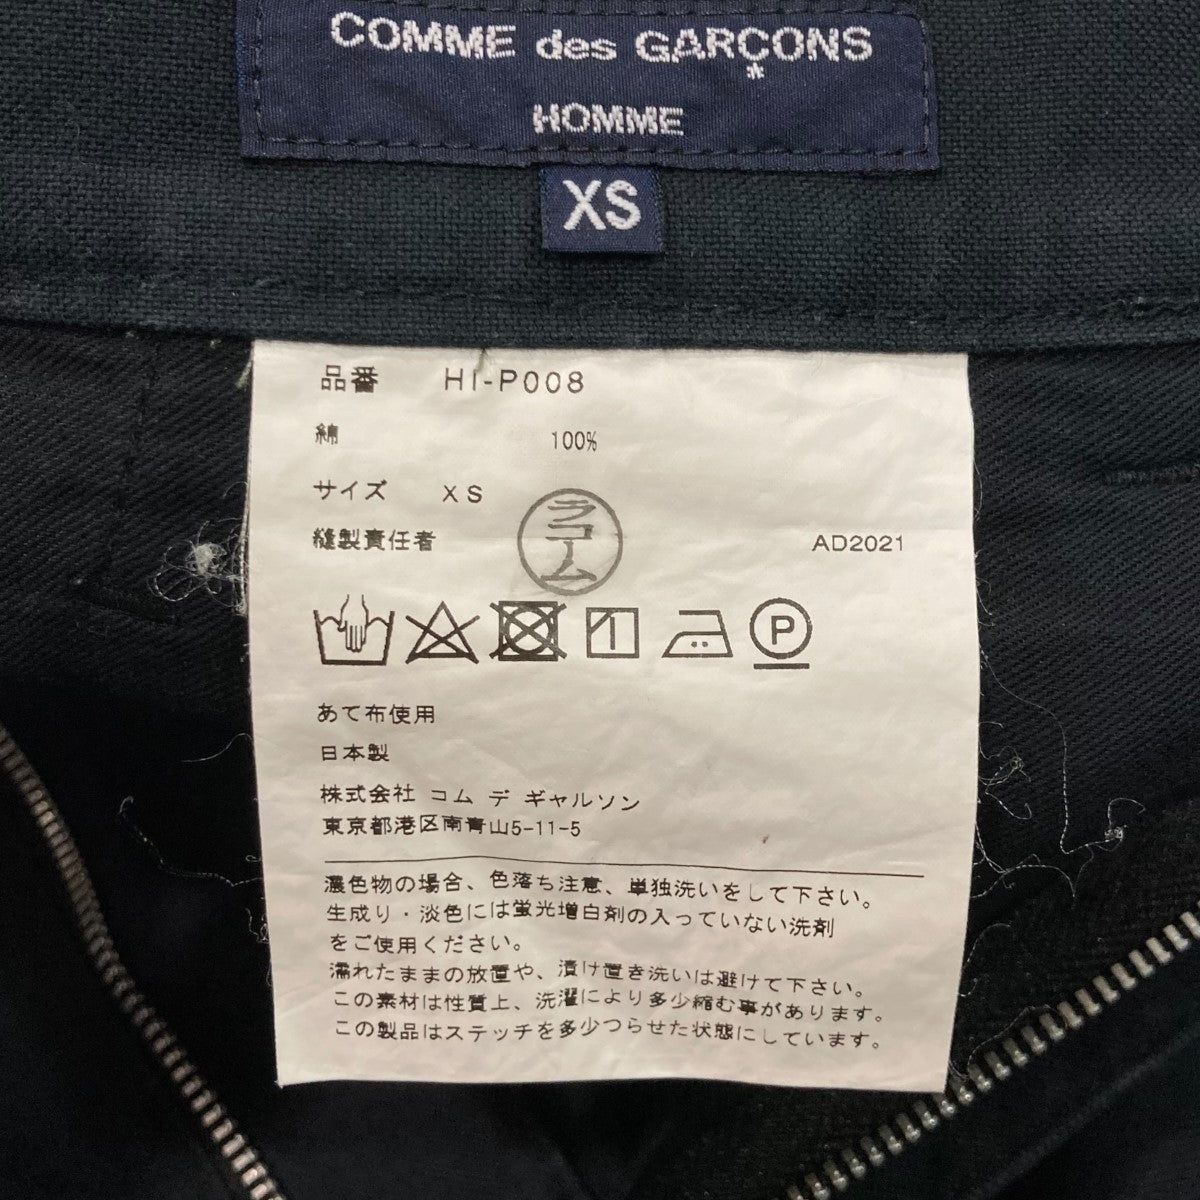 COMME des GARÇONS
HOMME
XS
品番 HI-P008
綿 100%
サイズ XS
縫製責任者 ラコーム AD2021
P
あて布使用
日本製
株式会社 コム デ ギャルソン
東京都港区南青山5-11-5
濃色物の場合、色落ち注意、単独洗いをして下さい。
生成り・淡色には蛍光増白剤の入っていない洗剤
をご使用ください。
濡れたままの放置や、漬け置き洗いは避けて下さい。
この素材は性質上、洗濯により多少縮む事があります。
この製品はステッチを多少つらせた状態にしています。